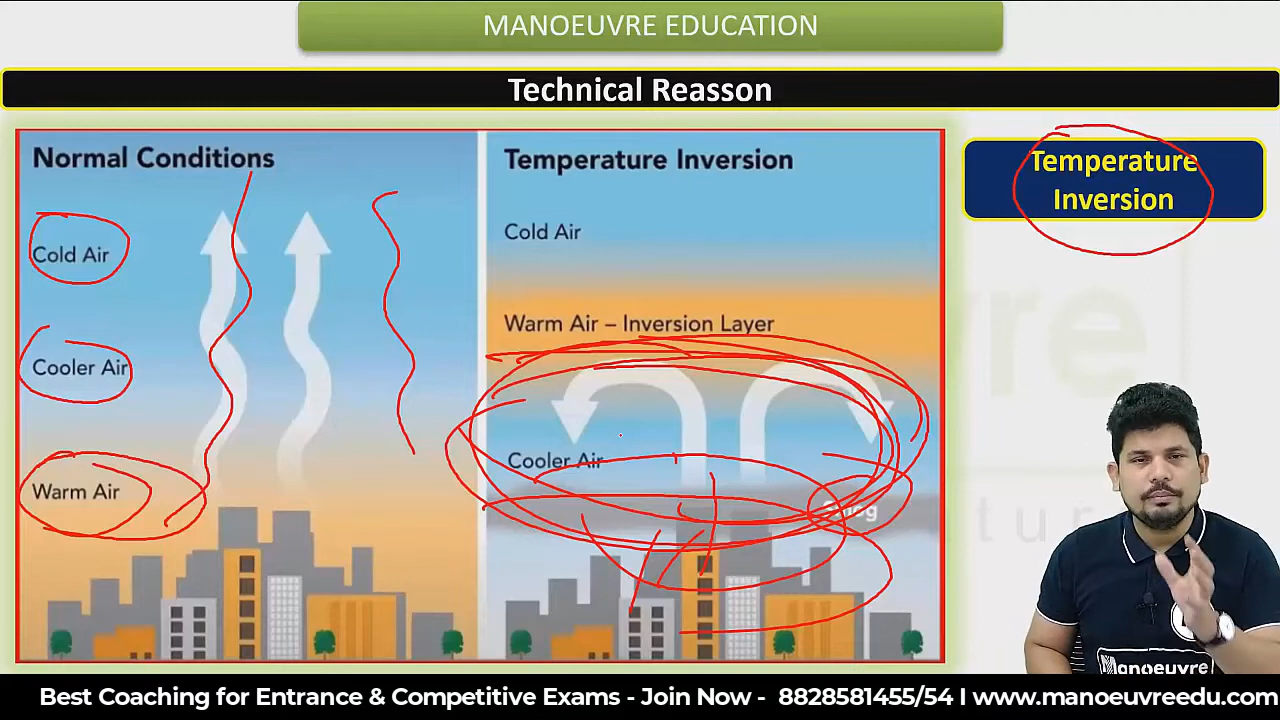 MANOEUVRE EDUCATION
Technical Reasson
Normal Conditions
Cold Air
Cooler Air
Warm Air
Temperature Inversion
Cold Air
Warm Air – Inversion Layer
Cooler Air
Temperature
Inversion
Manoeuvre
Best Coaching for Entrance & Competitive Exams - Join Now - 8828581455/54 I www.manoeuvreedu.com